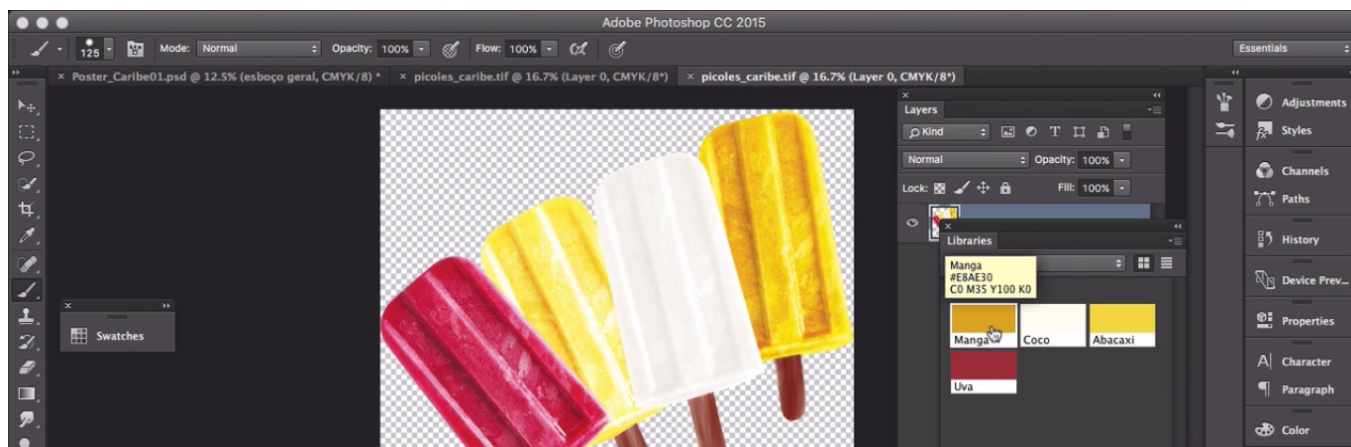 Adobe Photoshop CC 2015
125 Mode: Normal Opacity: 100% Flow: 100% Essentials
× Poster_Caribe01.psd @ 12.5% (esboço geral, CMYK/8) * × picoles_caribe.tif @ 16.7% (Layer 0, CMYK/8*) × picoles_caribe.tif @ 16.7% (Layer 0, CMYK/8*)
Layers
Kind
Normal Opacity: 100%
Lock: Fill: 100%
Libraries
Manga
#E8AE30
C0 M35 Y100 K0
Manga Coco Abacaxi
Uva
Swatches
Adjustments
Styles
Channels
Paths
History
Device Prev...
Properties
Character
Paragraph
Color